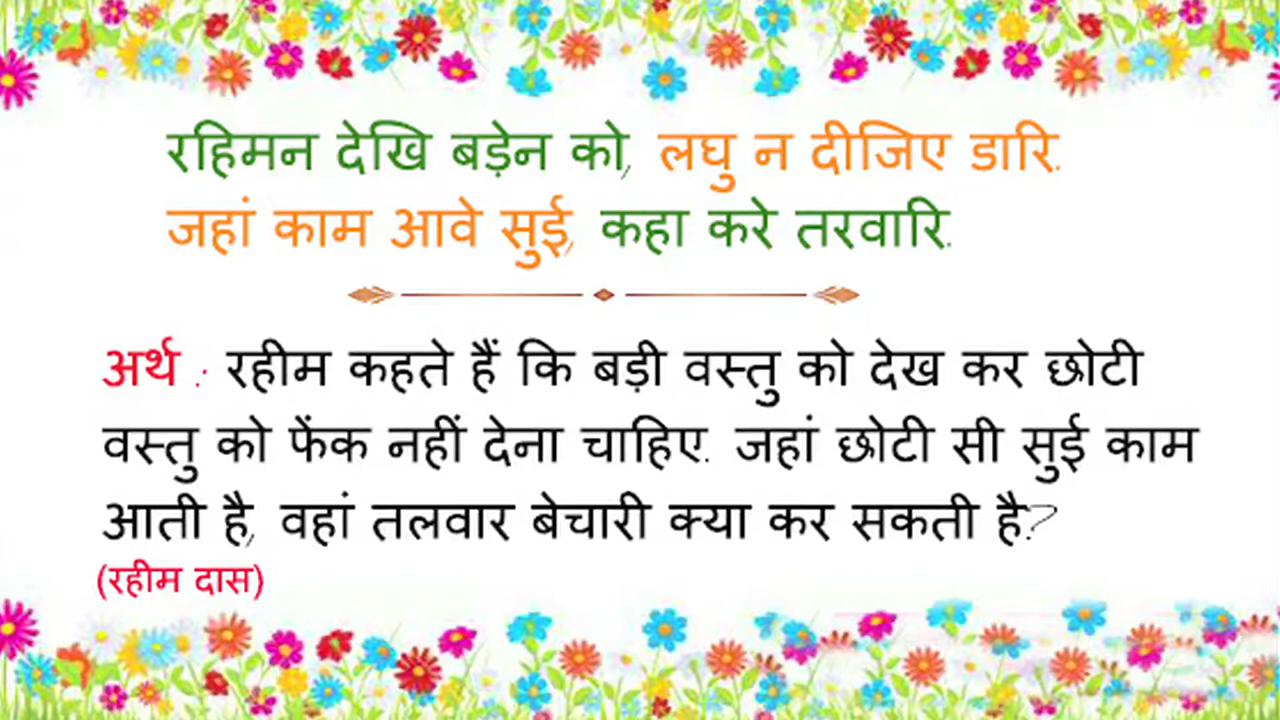 रहिमन देखि बड़ेन को, लघु न दीजिए डारि.
जहां काम आवे सुई, कहा करे तरवारि.
अर्थ : रहीम कहते हैं कि बड़ी वस्तु को देख कर छोटी
वस्तु को फेंक नहीं देना चाहिए. जहां छोटी सी सुई काम
आती है, वहां तलवार बेचारी क्या कर सकती है?
(रहीम दास)